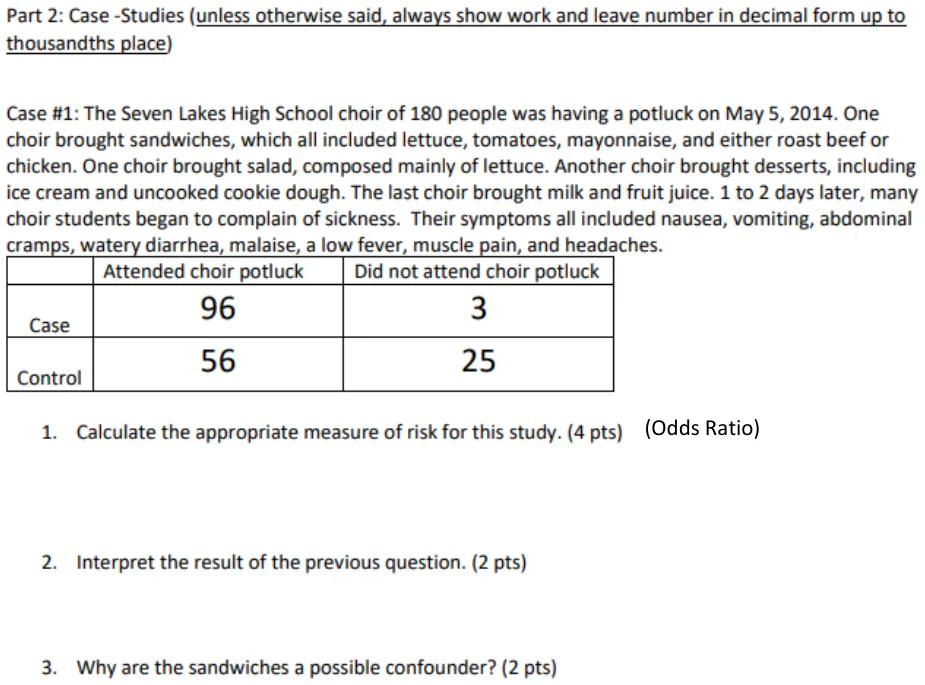 Part 2: Case -Studies (unless otherwise said, always show work and leave number in decimal form up to
thousandths place)
Case #1: The Seven Lakes High School choir of 180 people was having a potluck on May 5, 2014. One
choir brought sandwiches, which all included lettuce, tomatoes, mayonnaise, and either roast beef or
chicken. One choir brought salad, composed mainly of lettuce. Another choir brought desserts, including
ice cream and uncooked cookie dough. The last choir brought milk and fruit juice. 1 to 2 days later, many
choir students began to complain of sickness.  Their symptoms all included nausea, vomiting, abdominal
cramps, watery diarrhea, malaise, a low fever, muscle pain, and headaches.
Attended choir potluck Did not attend choir potluck
Case 96 3
Control 56 25
1. Calculate the appropriate measure of risk for this study. (4 pts) (Odds Ratio)
2. Interpret the result of the previous question. (2 pts)
3. Why are the sandwiches a possible confounder? (2 pts)